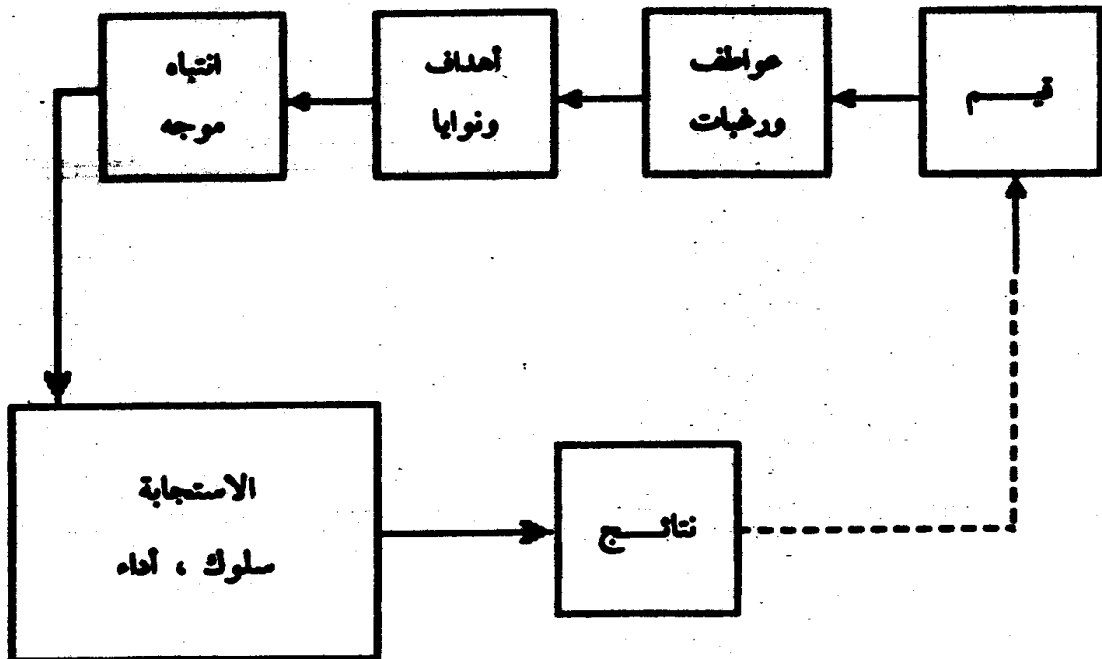 قيم
عواطف
ورغبات
أهداف
ونوايا
انتباه
موجه
الاستجابة
سلوك ، أداء
نتائج